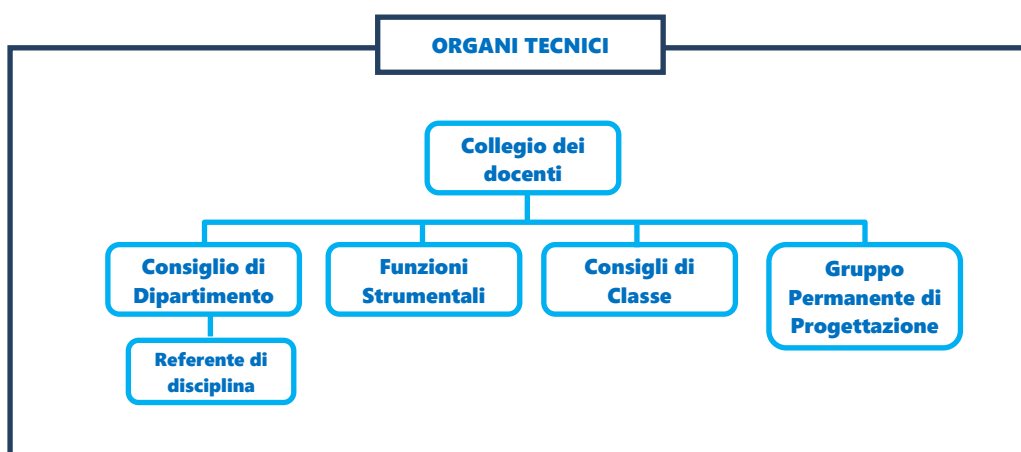 ORGANI TECNICI
Collegio dei
docenti
Consiglio di
Dipartimento
Funzioni
Strumentali
Consigli di
Classe
Gruppo
Permanente di
Progettazione
Referente di
disciplina